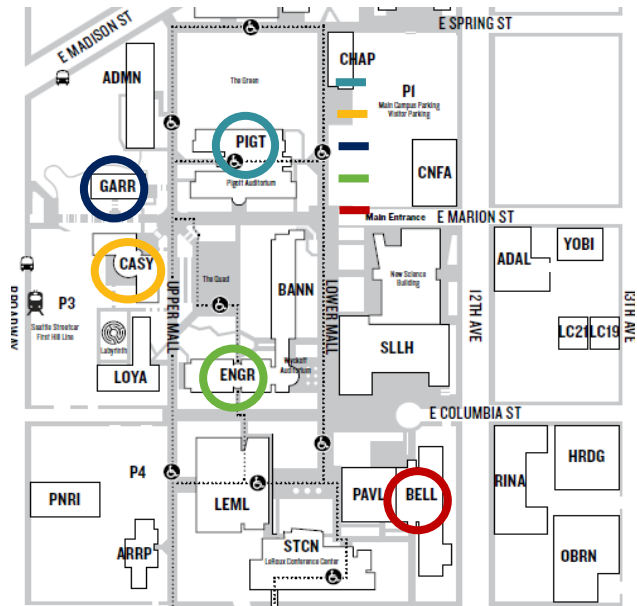 E SPRING ST
E MADISON ST
CHAP
ADMN
The Green
P1
Main Campus Parking
Visitor Parking
PIGT
CNFA
GARR
Pigott Auditorium
Main Entrance
E MARION ST
CASY
UPPER MALL
The Quad
BANN
LOWER MALL
New Science
Building
12TH AVE
ADAL
YOBI
13TH AVE
BROADWAY
P3
Seattle Streetcar
First Hill Line
Labyrinth
LOYA
ENGR
Wyckoff
Auditorium
SLLH
LC21
LC19
E COLUMBIA ST
P4
PNRI
LEML
PAVL
BELL
RINA
HRDG
ARRP
STCN
LeRoux Conference Center
OBRN